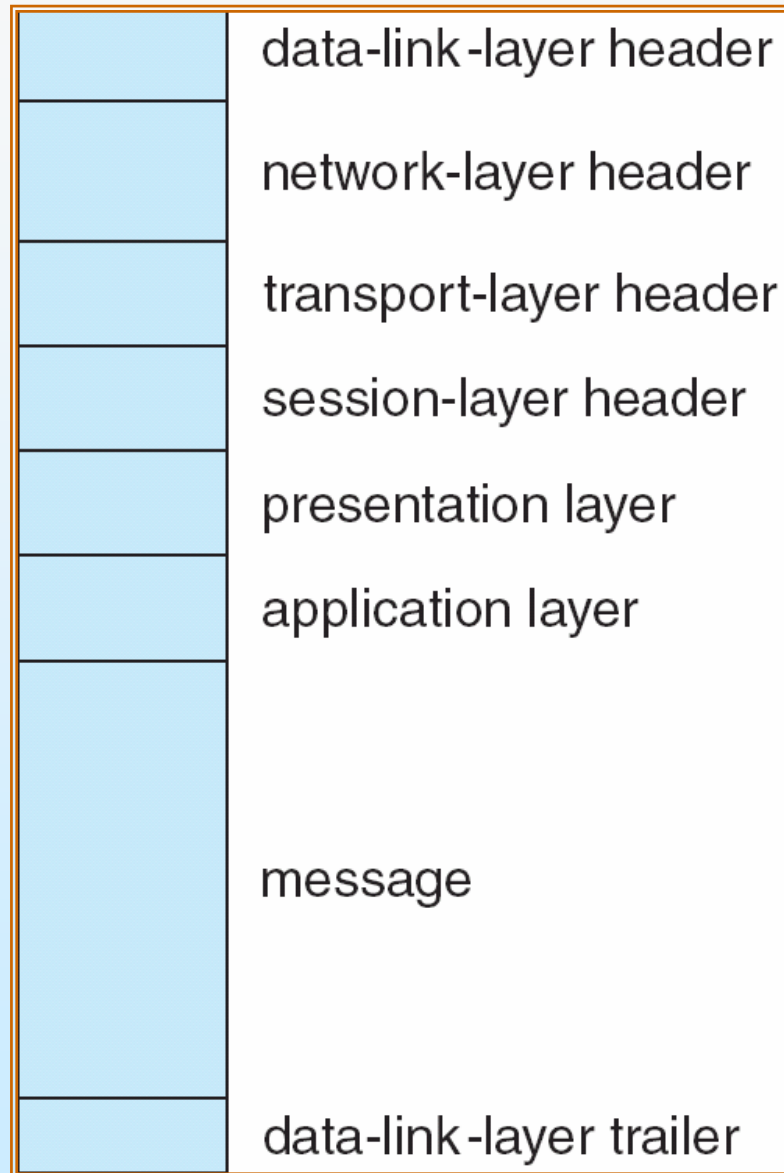 data-link-layer header
network-layer header
transport-layer header
session-layer header
presentation layer
application layer
message
data-link-layer trailer